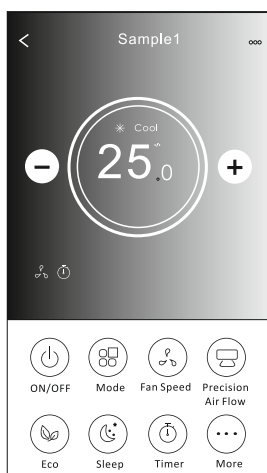 Sample1
Cool
25.0
ON/OFF Mode Fan Speed Precision
Air Flow
Eco Sleep Timer More